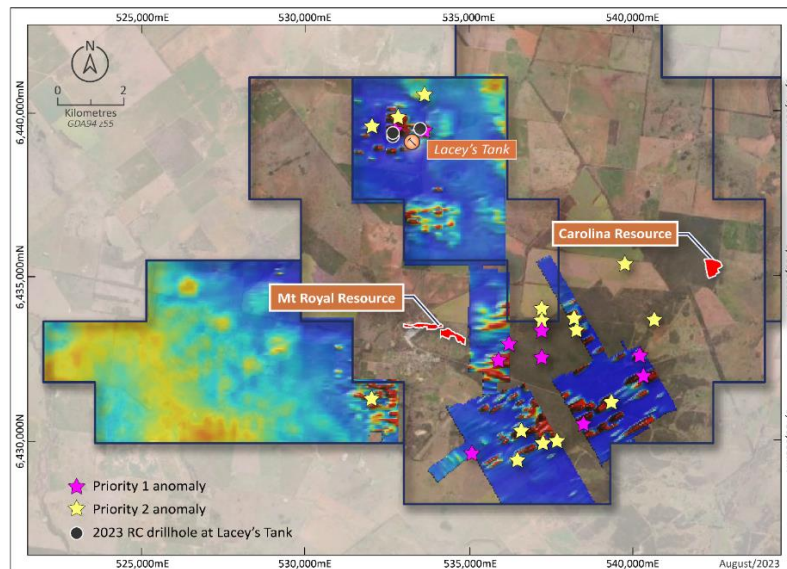 525,000mE
530,000mE
535,000mE
540,000mE
N
0
2
Kilometres
GDA94 z55
6,440,000mN
Lacey's Tank
Carolina Resource
6,435,000mN
Mt Royal Resource
6,430,000mN
Priority 1 anomaly
Priority 2 anomaly
2023 RC drillhole at Lacey's Tank
525,000mE
530,000mE
535,000mE
540,000mE
August/2023